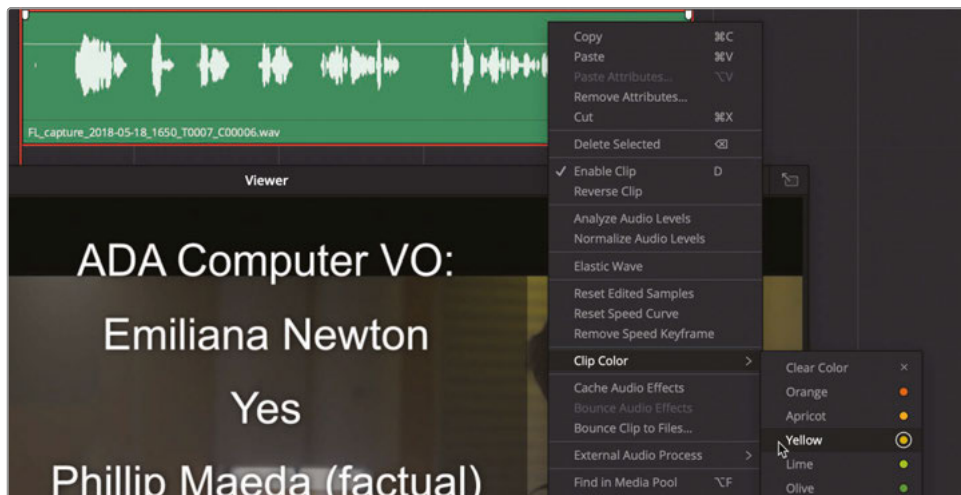 FL_capture_2018-05-18_1650_T0007_C00006.wav
Viewer
ADA Computer VO:
Emiliana Newton
Yes
Phillip Maeda (factual)
Copy ⌘C
Paste ⌘V
Paste Attributes... ⌥V
Remove Attributes...
Cut ⌘X
Delete Selected ⌫
✓ Enable Clip D
Reverse Clip
Analyze Audio Levels
Normalize Audio Levels
Elastic Wave
Reset Edited Samples
Reset Speed Curve
Remove Speed Keyframe
Clip Color >
Cache Audio Effects
Bounce Audio Effects
Bounce Clip to Files...
External Audio Process >
Find in Media Pool ⌥F
Clear Color ×
Orange
Apricot
Yellow
Lime
Olive